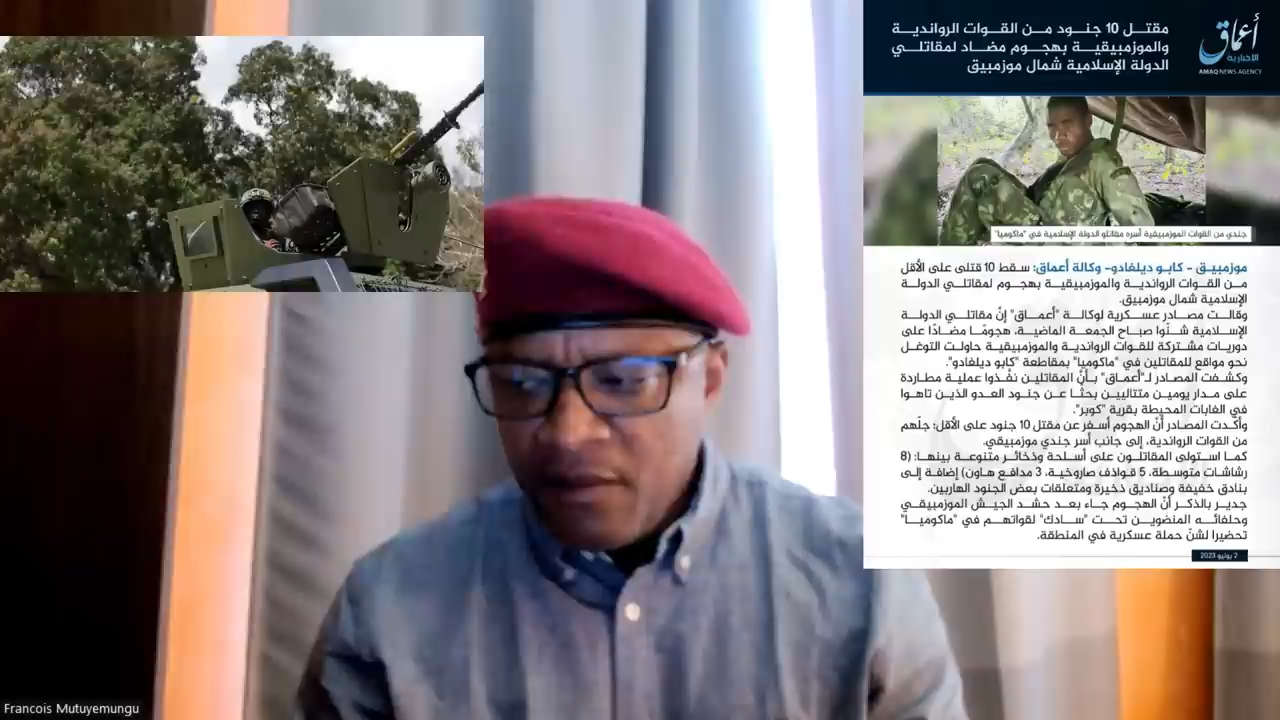 مقتل 10 جنود من القوات الرواندية
والموزمبيقية بهجوم مضاد لمقاتلي
الدولة الإسلامية شمال موزمبيق
أعماق
الإخبارية
AMAQ NEWS AGENCY
جندي من القوات الموزمبيقية أسره مقاتلو الدولة الإسلامية في "ماكوميا"
موزمبيق - كابو ديلغادو- وكالة أعماق: سقط 10 قتلى على الأقل
من القوات الرواندية والموزمبيقية بهجوم لمقاتلي الدولة
الإسلامية شمال موزمبيق.
وقالت مصادر عسكرية لوكالة "أعماق" إنّ مقاتلي الدولة
الإسلامية شنّوا صباح الجمعة الماضية، هجومًا مضادًا على
دوريات مشتركة للقوات الرواندية والموزمبيقية حاولت التوغل
نحو مواقع للمقاتلين في "ماكوميا" بمقاطعة "كابو ديلغادو".
وكشفت المصادر لـ"أعماق" بأنّ المقاتلين نفّذوا عملية مطاردة
على مدار يومين متتاليين بحثًا عن جنود العدو الذين تاهوا
في الغابات المحيطة بقرية "كوبر".
وأكّدت المصادر أنّ الهجوم أسفر عن مقتل 10 جنود على الأقل؛ جلّهم
من القوات الرواندية، إلى جانب أسر جندي موزمبيقي.
كما استولى المقاتلون على أسلحة وذخائر متنوعة بينها: (8
رشاشات متوسطة، 5 قواذف صاروخية، 3 مدافع هاون) إضافة إلى
بنادق خفيفة وصناديق ذخيرة ومتعلقات بعض الجنود الهاربين.
جدير بالذكر أنّ الهجوم جاء بعد حشد الجيش الموزمبيقي
وحلفائه المنضوين تحت "سادك" لقواتهم في "ماكوميا"
تحضيرا لشنّ حملة عسكرية في المنطقة.
2 يونيو 2023
Francois Mutuyemungu